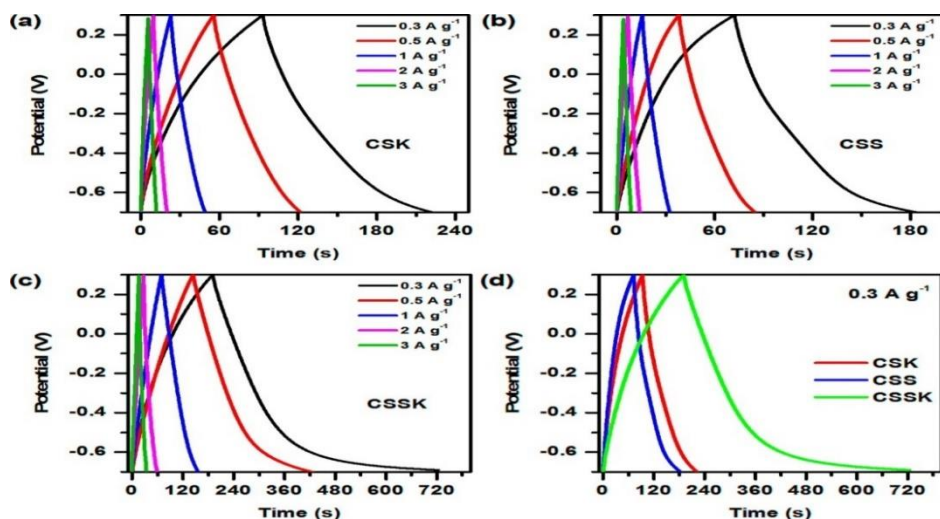 (a)
0.3 A g⁻¹
0.5 A g⁻¹
1 A g⁻¹
2 A g⁻¹
3 A g⁻¹
CSK
Potential (V)
0.2
0.0
-0.2
-0.4
-0.6
0 60 120 180 240
Time (s)
(b)
0.3 A g⁻¹
0.5 A g⁻¹
1 A g⁻¹
2 A g⁻¹
3 A g⁻¹
CSS
Potential (V)
0.2
0.0
-0.2
-0.4
-0.6
0 60 120 180
Time (s)
(c)
0.3 A g⁻¹
0.5 A g⁻¹
1 A g⁻¹
2 A g⁻¹
3 A g⁻¹
CSSK
Potential (V)
0.2
0.0
-0.2
-0.4
-0.6
0 120 240 360 480 600 720
Time (s)
(d)
0.3 A g⁻¹
CSK
CSS
CSSK
Potential (V)
0.2
0.0
-0.2
-0.4
-0.6
0 120 240 360 480 600 720
Time (s)